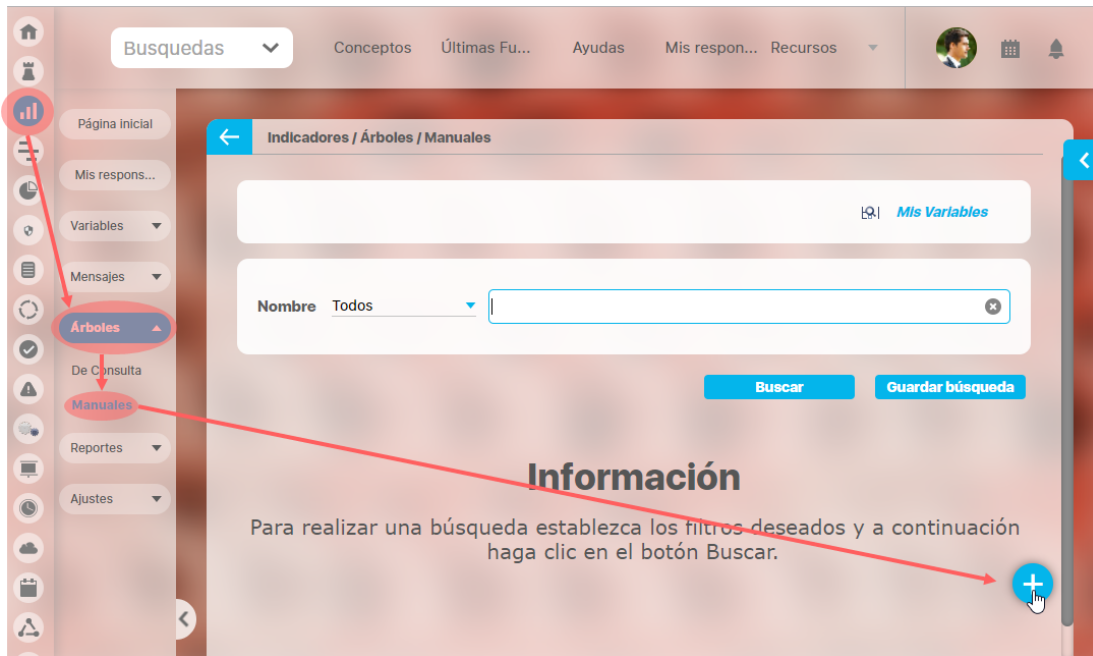 Busquedas
Conceptos
Últimas Fu...
Ayudas
Mis respon...
Recursos
Página inicial
Mis respons...
Variables
Mensajes
Árboles
De Consulta
Manuales
Reportes
Ajustes
Indicadores / Árboles / Manuales
Mis Variables
Nombre Todos
Buscar
Guardar búsqueda
Información
Para realizar una búsqueda establezca los filtros deseados y a continuación
haga clic en el botón Buscar.